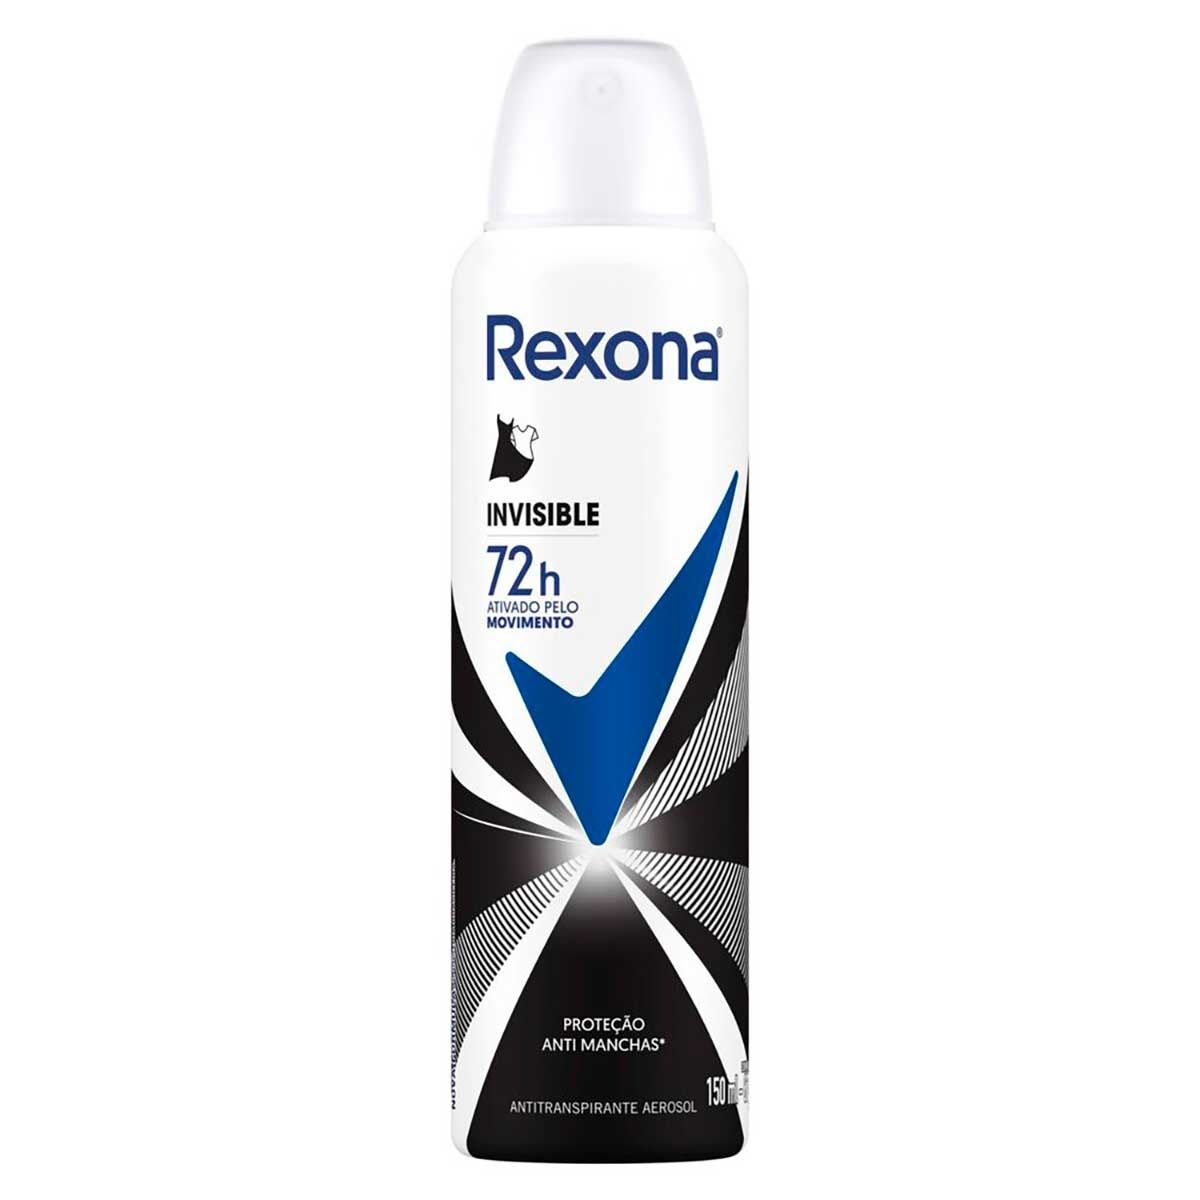 Rexona®
INVISIBLE
72h
ATIVADO PELO
MOVIMENTO
PROTEÇÃO
ANTI MANCHAS*
150 ml
ANTITRANSPIRANTE AEROSOL